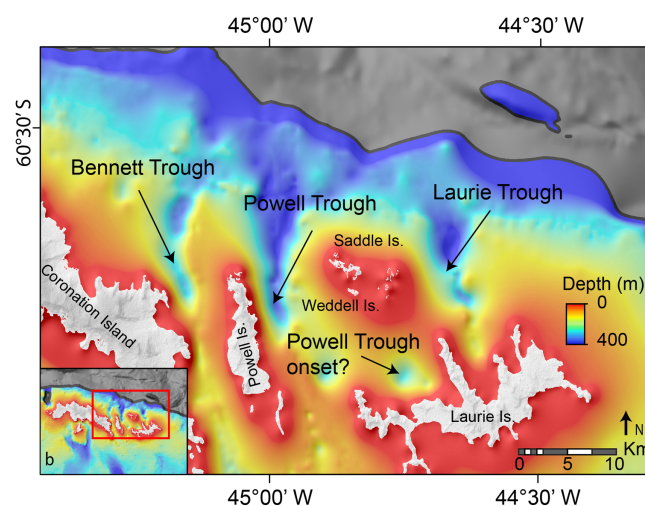 45°00' W
44°30' W
60°30' S
Bennett Trough
Powell Trough
Laurie Trough
Saddle Is.
Weddell Is.
Depth (m)
0
400
Coronation Island
Powell Is.
Powell Trough
onset?
Laurie Is.
N
Km
0
5
10
b
45°00' W
44°30' W